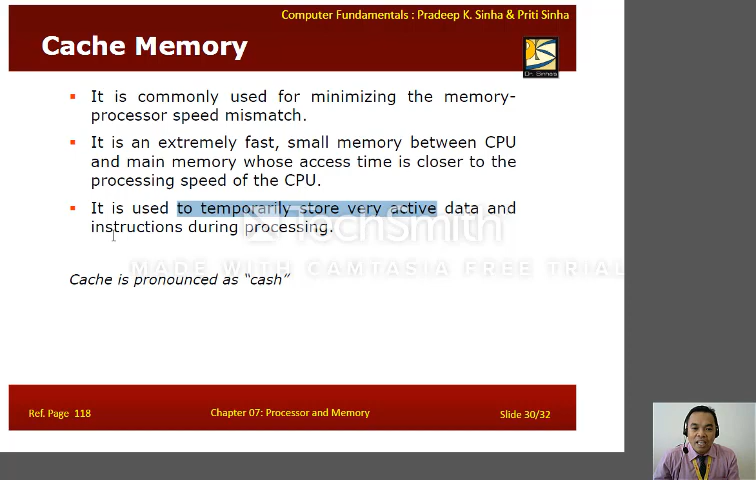 Computer Fundamentals : Pradeep K. Sinha & Priti Sinha
Cache Memory
Dr. Sinha's
It is commonly used for minimizing the memory-
processor speed mismatch.
It is an extremely fast, small memory between CPU
and main memory whose access time is closer to the
processing speed of the CPU.
It is used to temporarily store very active data and
instructions during processing.
TechSmith
MADE WITH CAMTASIA FREE TRIAL
Cache is pronounced as “cash”
Ref. Page 118
Chapter 07: Processor and Memory
Slide 30/32